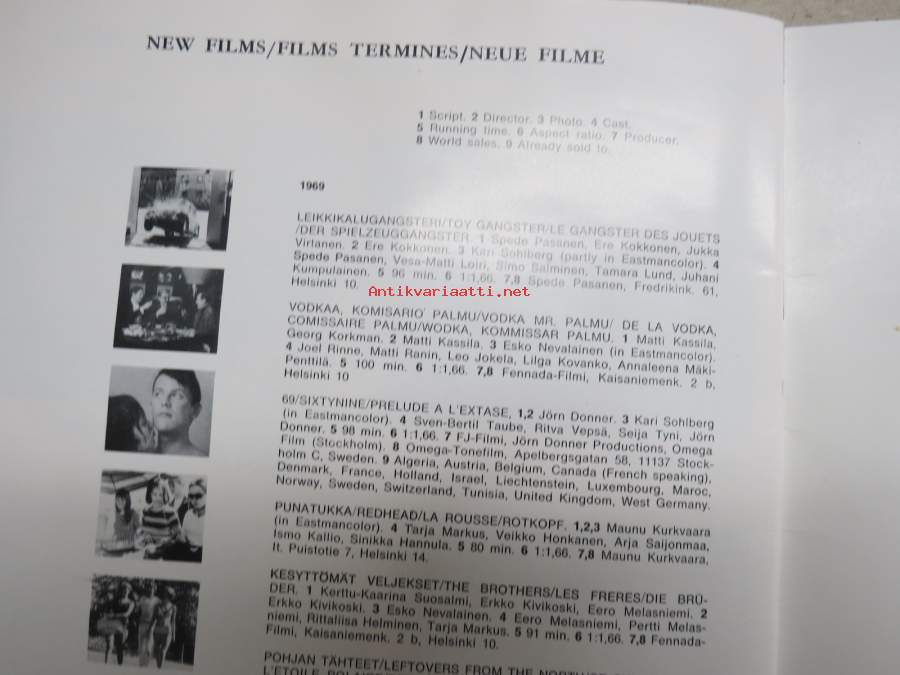 NEW FILMS/FILMS TERMINES/NEUE FILME
1 Script. 2 Director. 3 Photo. 4 Cast.
5 Running time. 6 Aspect ratio. 7 Producer.
8 World sales. 9 Already sold to.
1969
LEIKKIKALUGANGSTERI/TOY GANGSTER/LE GANGSTER DES JOUETS
/DER SPIELZEUGGANGSTER. 1 Spede Pasanen, Ere Kokkonen, Jukka
Virtanen. 2 Ere Kokkonen. 3 Kari Sohlberg (partly in Eastmancolor). 4
Spede Pasanen, Vesa-Matti Loiri, Simo Salminen, Tamara Lund, Juhani
Kumpulainen. 5 96 min. 6 1:1,66. 7,8 Spede Pasanen, Fredrikink. 61,
Helsinki 10.
Antikvariaatti.net
VODKAA, KOMISARIO PALMU/VODKA MR. PALMU/ DE LA VODKA,
COMISSAIRE PALMU/WODKA, KOMMISSAR PALMU. 1 Matti Kassila,
Georg Korkman. 2 Matti Kassila. 3 Esko Nevalainen (in Eastmancolor).
4 Joel Rinne, Matti Ranin, Leo Jokela, Lilga Kovanko, Annaleena Mäki-
Penttilä. 5 100 min. 6 1:1,66. 7,8 Fennada-Filmi, Kaisaniemenk. 2 b,
Helsinki 10
69/SIXTYNINE/PRELUDE A L'EXTASE, 1,2 Jörn Donner. 3 Kari Sohlberg
(in Eastmancolor). 4 Sven-Bertil Taube, Ritva Vepsä, Seija Tyni, Jörn
Donner. 5 98 min. 6 1:1,66. 7 FJ-Filmi, Jörn Donner Productions, Omega
Film (Stockholm). 8 Omega-Tonefilm, Apelbergsgatan 58, 11137 Stock-
holm C, Sweden. 9 Algeria, Austria, Belgium, Canada (French speaking),
Denmark, France, Holland, Israel, Liechtenstein, Luxembourg, Maroc,
Norway, Sweden, Switzerland, Tunisia, United Kingdom, West Germany.
PUNATUKKA/REDHEAD/LA ROUSSE/ROTKOPF. 1,2,3 Maunu Kurkvaara
(in Eastmancolor). 4 Tarja Markus, Veikko Honkanen, Arja Saijonmaa,
Ismo Kallio, Sinikka Hannula. 5 80 min. 6 1:1,66. 7,8 Maunu Kurkvaara,
It. Puistotie 7, Helsinki 14.
KESYTTÖMÄT VELJEKSET/THE BROTHERS/LES FRERES/DIE BRÜ-
DER. 1 Kerttu-Kaarina Suosalmi, Erkko Kivikoski, Eero Melasniemi. 2
Erkko Kivikoski. 3 Esko Nevalainen. 4 Eero Melasniemi, Pertti Melas-
niemi, Rittaliisa Helminen, Tarja Markus. 5 91 min. 6 1:1,66. 7,8 Fennada-
Filmi, Kaisaniemenk. 2 b, Helsinki 10.
POHJAN TÄHTEET/LEFTOVERS FROM THE